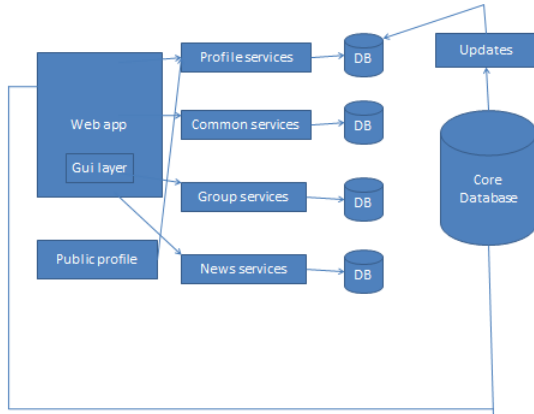 Profile services
DB
Updates
Web app
Common services
DB
Gui layer
Group services
DB
Core
Database
Public profile
News services
DB